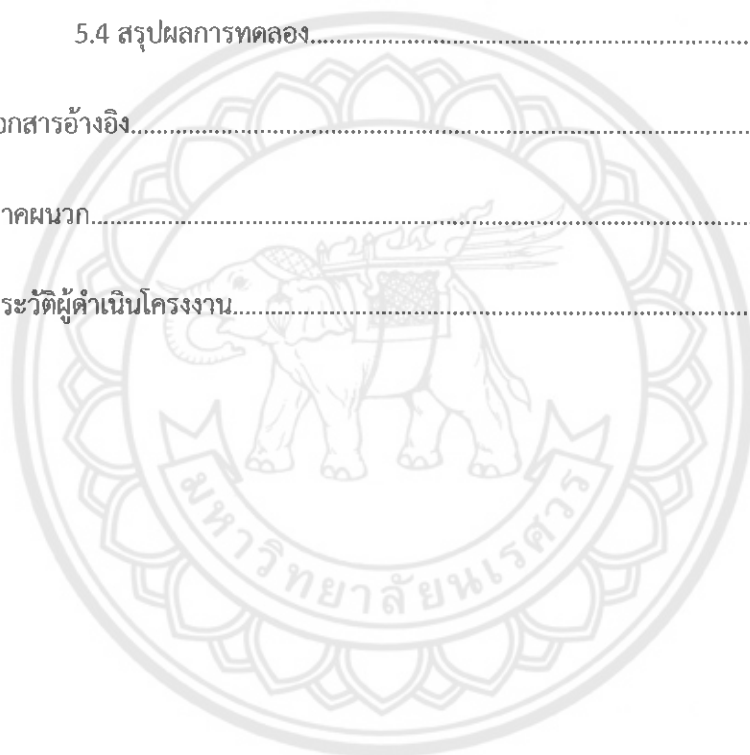 5.4 สรุปผลการทดลอง
อกสารอ้างอิง
าคผนวก
ระวัติผู้ดำเนินโครงงาน
มหาวิทยาลัยนเรศวร